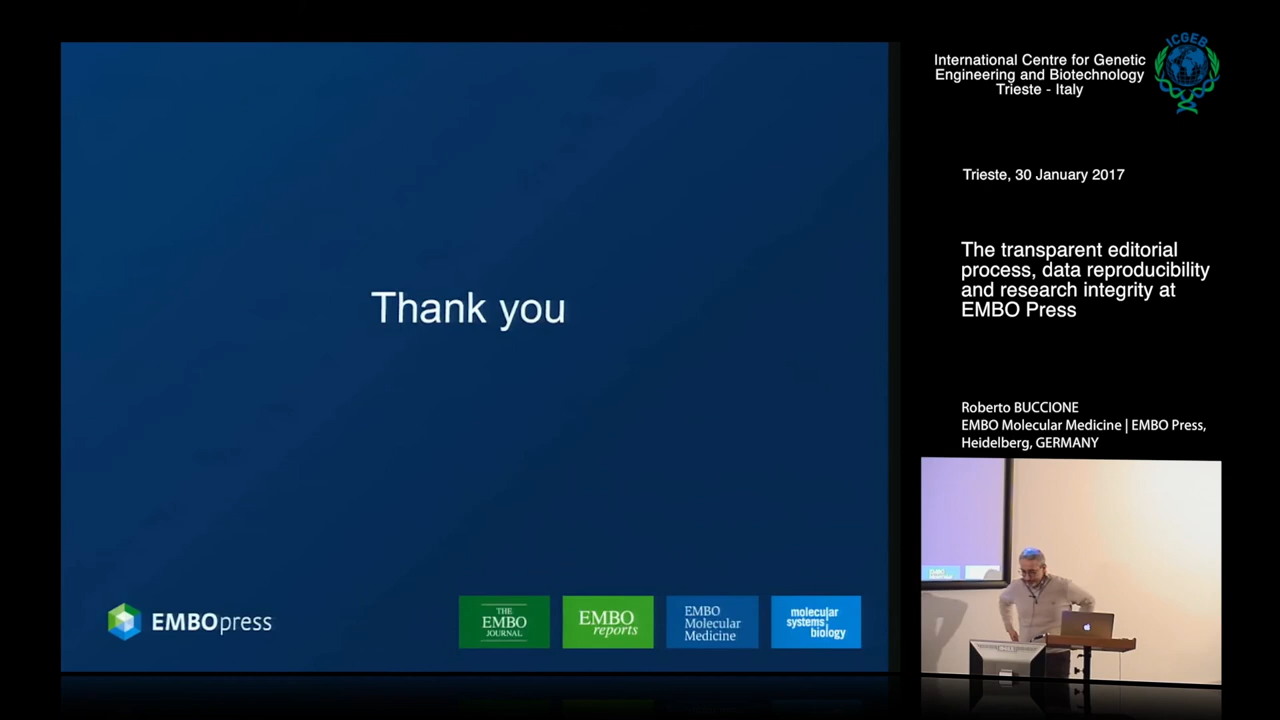 Thank you
EMBOpress
THE
EMBO
JOURNAL
EMBO
reports
EMBO
Molecular
Medicine
molecular
systems
biology
ICGEB
International Centre for Genetic
Engineering and Biotechnology
Trieste - Italy
Trieste, 30 January 2017
The transparent editorial
process, data reproducibility
and research integrity at
EMBO Press
Roberto BUCCIONE
EMBO Molecular Medicine | EMBO Press,
Heidelberg, GERMANY